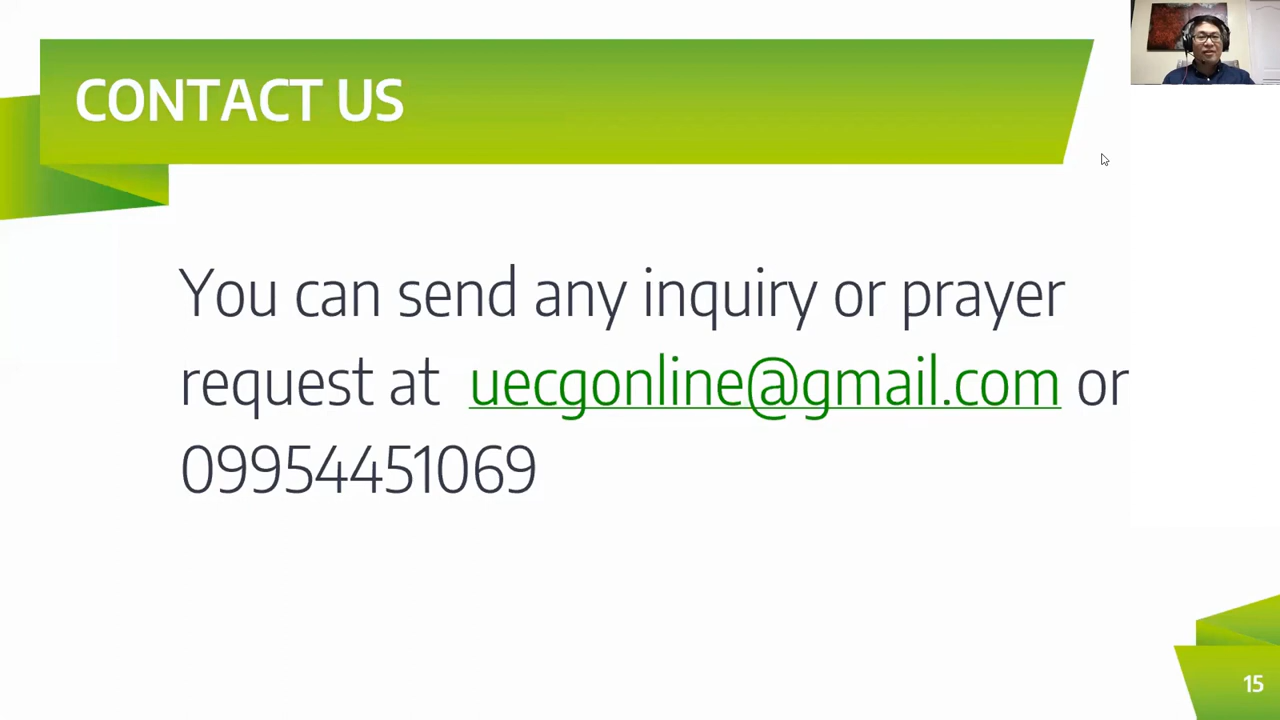 CONTACT US
You can send any inquiry or prayer
request at uecgonline@gmail.com or
09954451069
15